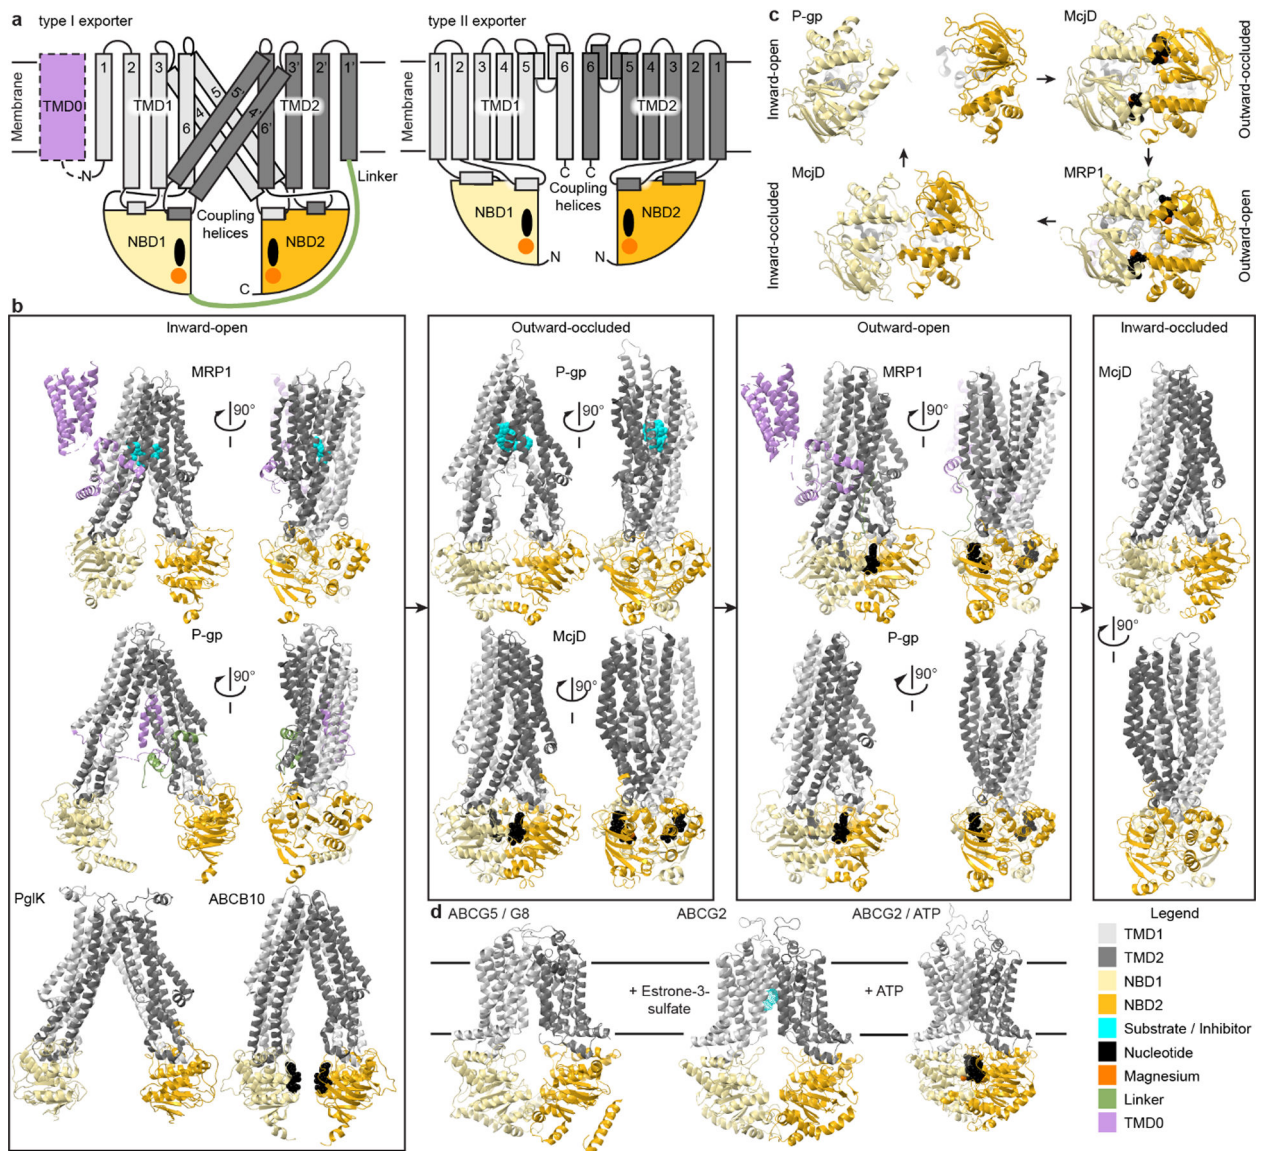 a
type I exporter
Membrane
TMD0
1
2
3
TMD1
6
5
4
5'
4'
6'
3'
TMD2
2'
1'
N
Linker
Coupling
helices
NBD1
NBD2
C
type II exporter
Membrane
1
2
3
4
5
6
TMD1
6
5
4
3
2
1
TMD2
C
C
Coupling
helices
NBD1
NBD2
N
N
c
P-gp
Inward-open
McjD
Outward-occluded
McjD
Inward-occluded
MRP1
Outward-open
b
Inward-open
MRP1
90°
P-gp
90°
PglK
ABCB10
Outward-occluded
P-gp
90°
McjD
90°
Outward-open
MRP1
90°
P-gp
90°
Inward-occluded
McjD
90°
d
ABCG5 / G8
+ Estrone-3-
sulfate
ABCG2
+ ATP
ABCG2 / ATP
Legend
TMD1
TMD2
NBD1
NBD2
Substrate / Inhibitor
Nucleotide
Magnesium
Linker
TMD0